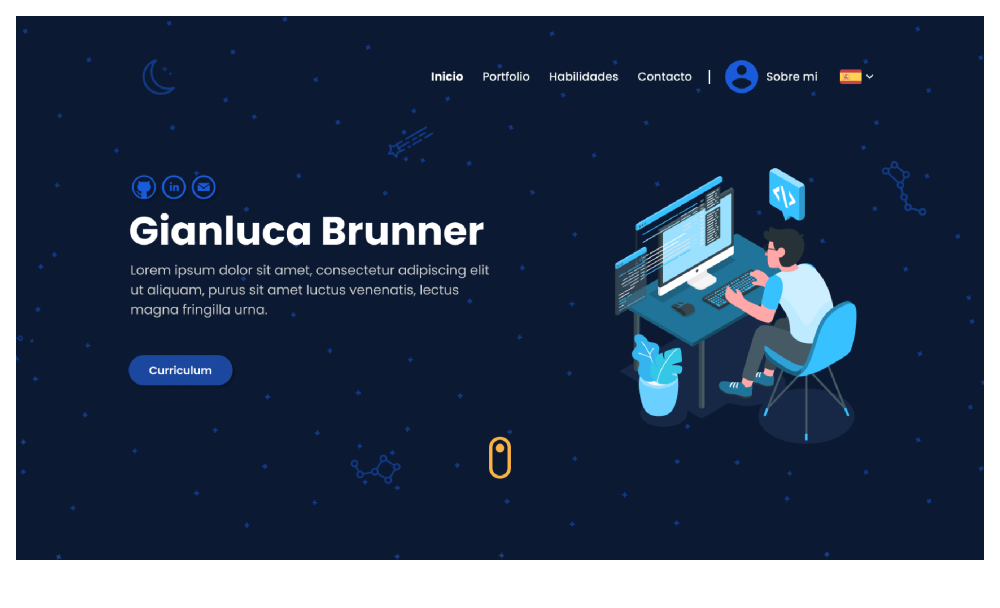 Inicio Portfolio Habilidades Contacto | Sobre mi
in
Gianluca Brunner
Lorem ipsum dolor sit amet, consectetur adipiscing elit
ut aliquam, purus sit amet luctus venenatis, lectus
magna fringilla urna.
Curriculum